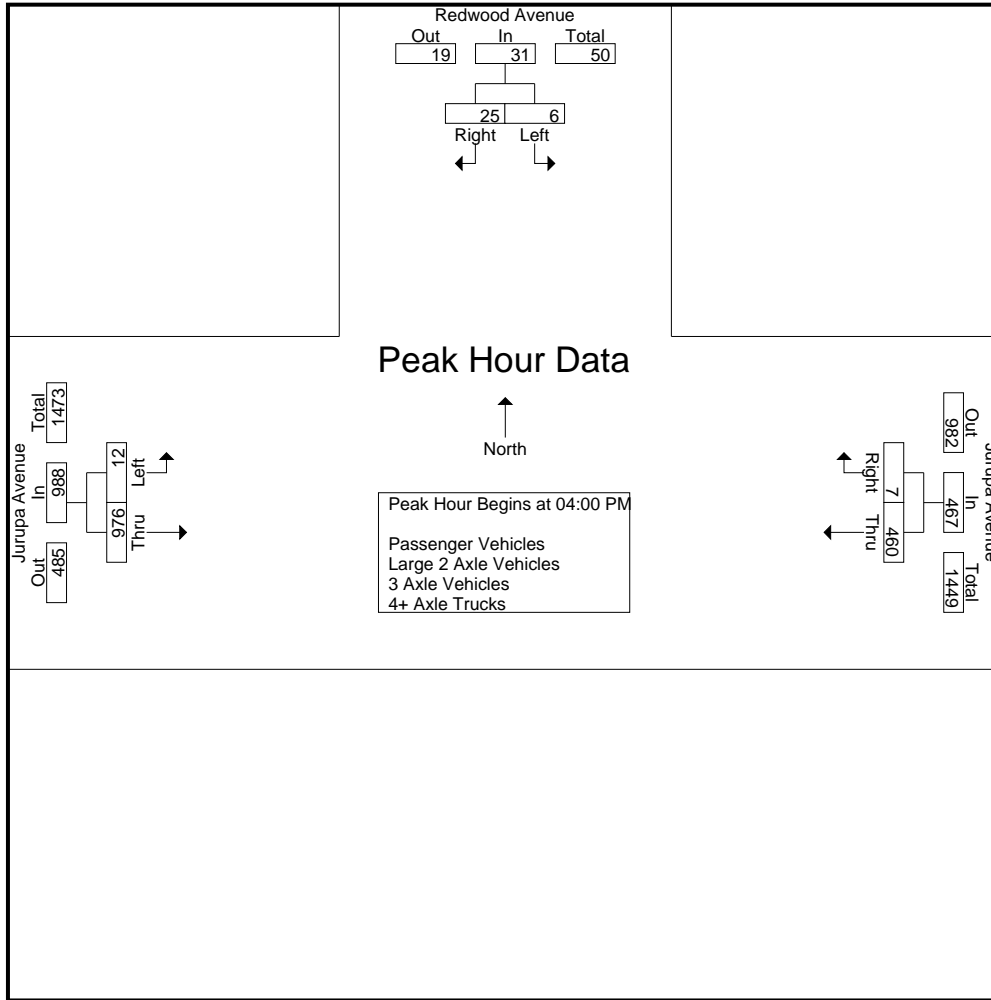 Redwood Avenue
Out In Total
19 31 50
25 6
Right Left
Peak Hour Data
North
Peak Hour Begins at 04:00 PM
Passenger Vehicles
Large 2 Axle Vehicles
3 Axle Vehicles
4+ Axle Trucks
Jurupa Avenue
Out In Total
485 988 1473
976 12
Thru Left
Jurupa Avenue
Out In Total
982 467 1449
7 460
Right Thru